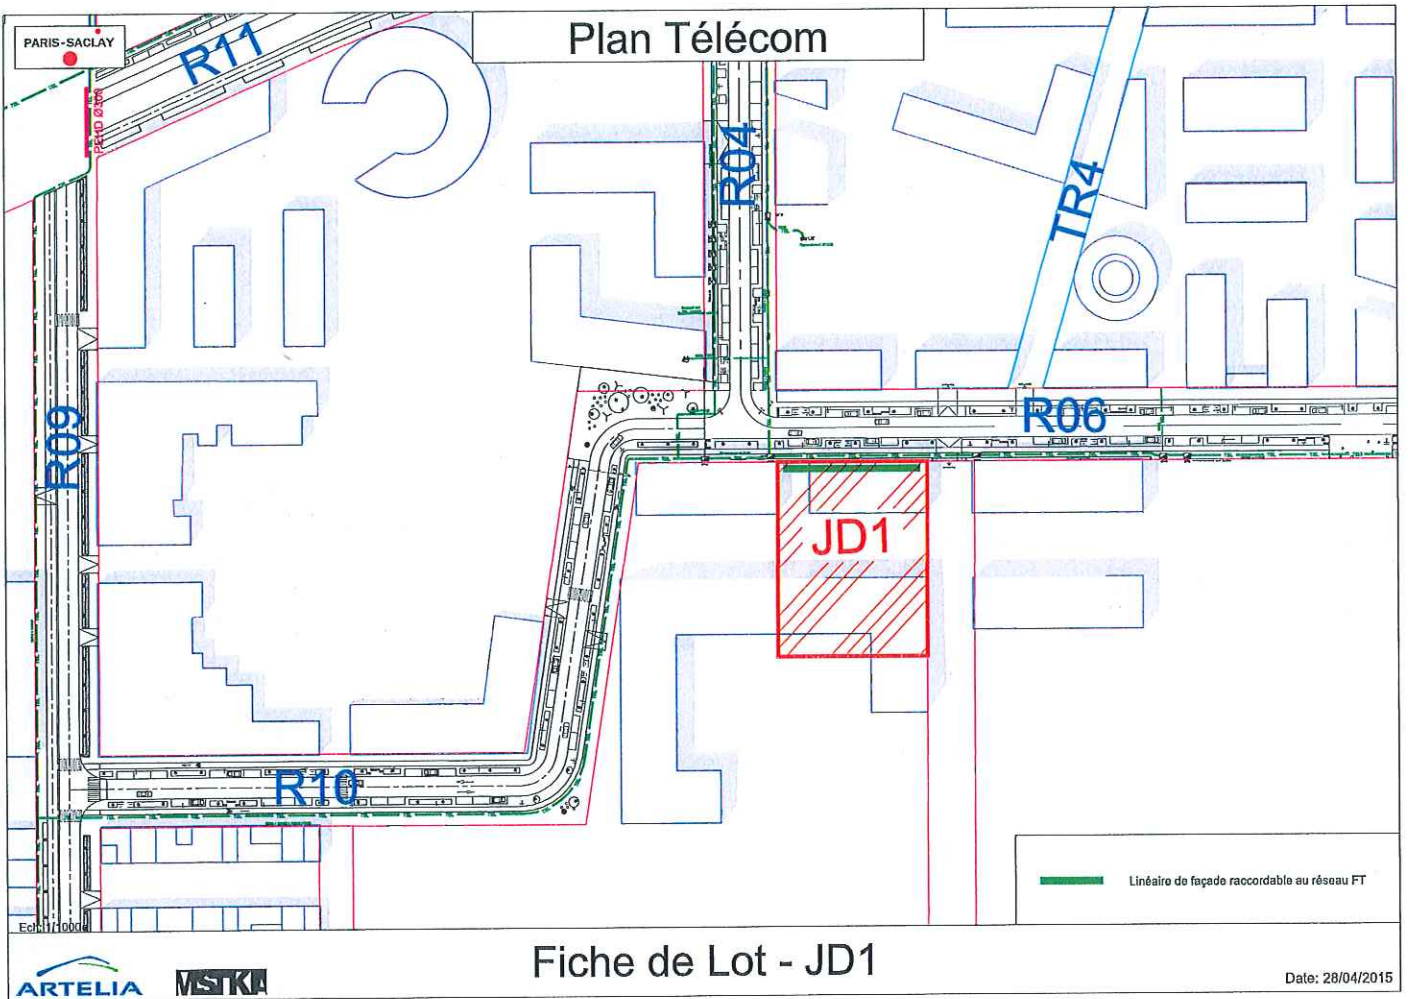 PARIS-SACLAY
Plan Télécom
R11
R04
TR4
R09
R06
JD1
R10
Linéaire de façade raccordable au réseau FT
Fiche de Lot - JD1
ARTELIA
Date: 28/04/2015